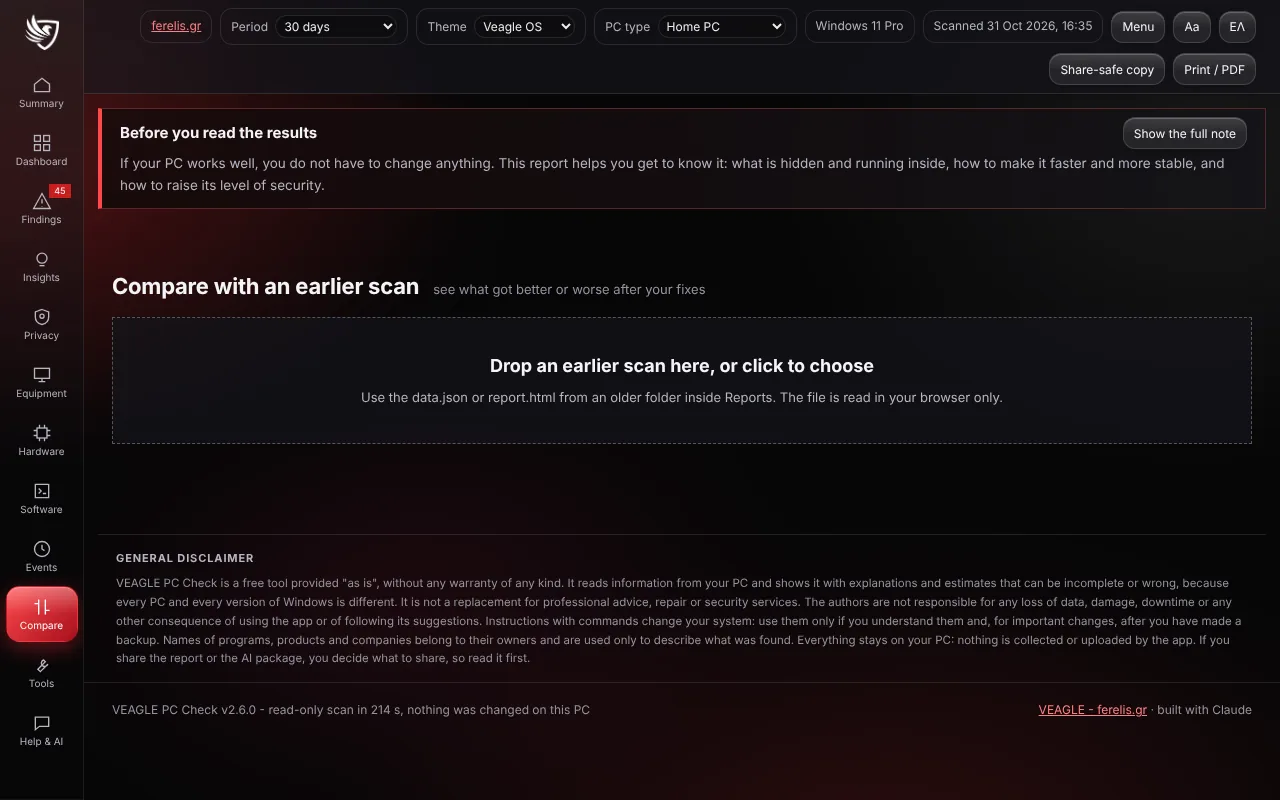 ferelis.gr
Period 30 days
Theme Veagle OS
PC type Home PC
Windows 11 Pro
Scanned 31 Oct 2026, 16:35
Menu
Aa
ΕΛ
Share-safe copy
Print / PDF
Summary
Dashboard
45
Findings
Insights
Privacy
Equipment
Hardware
Software
Events
Compare
Tools
Help & AI
Before you read the results
Show the full note
If your PC works well, you do not have to change anything. This report helps you get to know it: what is hidden and running inside, how to make it faster and more stable, and
how to raise its level of security.
Compare with an earlier scan see what got better or worse after your fixes
Drop an earlier scan here, or click to choose
Use the data.json or report.html from an older folder inside Reports. The file is read in your browser only.
GENERAL DISCLAIMER
VEAGLE PC Check is a free tool provided "as is", without any warranty of any kind. It reads information from your PC and shows it with explanations and estimates that can be incomplete or wrong, because
every PC and every version of Windows is different. It is not a replacement for professional advice, repair or security services. The authors are not responsible for any loss of data, damage, downtime or any
other consequence of using the app or of following its suggestions. Instructions with commands change your system: use them only if you understand them and, for important changes, after you have made a
backup. Names of programs, products and companies belong to their owners and are used only to describe what was found. Everything stays on your PC: nothing is collected or uploaded by the app. If you
share the report or the AI package, you decide what to share, so read it first.
VEAGLE PC Check v2.6.0 - read-only scan in 214 s, nothing was changed on this PC
VEAGLE - ferelis.gr · built with Claude